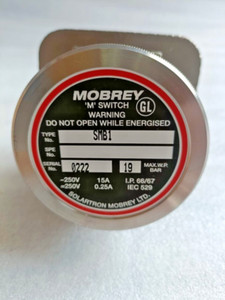 MOBREY
'M' SWITCH
GL
WARNING
DO NOT OPEN WHILE ENERGISED
TYPE No. SMB1
SPE No.
SERIAL No. 0222 19 MAX.W.P. BAR
~250V 15A I.P. 66/67
=250V 0.25A IEC 529
SOLARTRON MOBREY LTD.